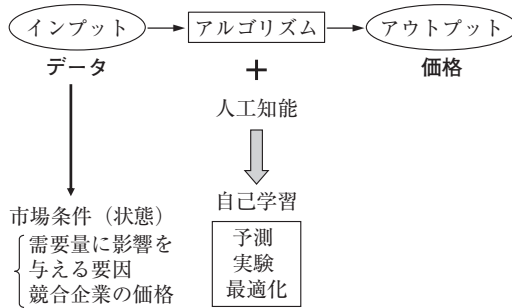 インプット
アルゴリズム
アウトプット
データ
+
価格
人工知能
自己学習
市場条件（状態）
需要量に影響を
与える要因
競合企業の価格
予測
実験
最適化